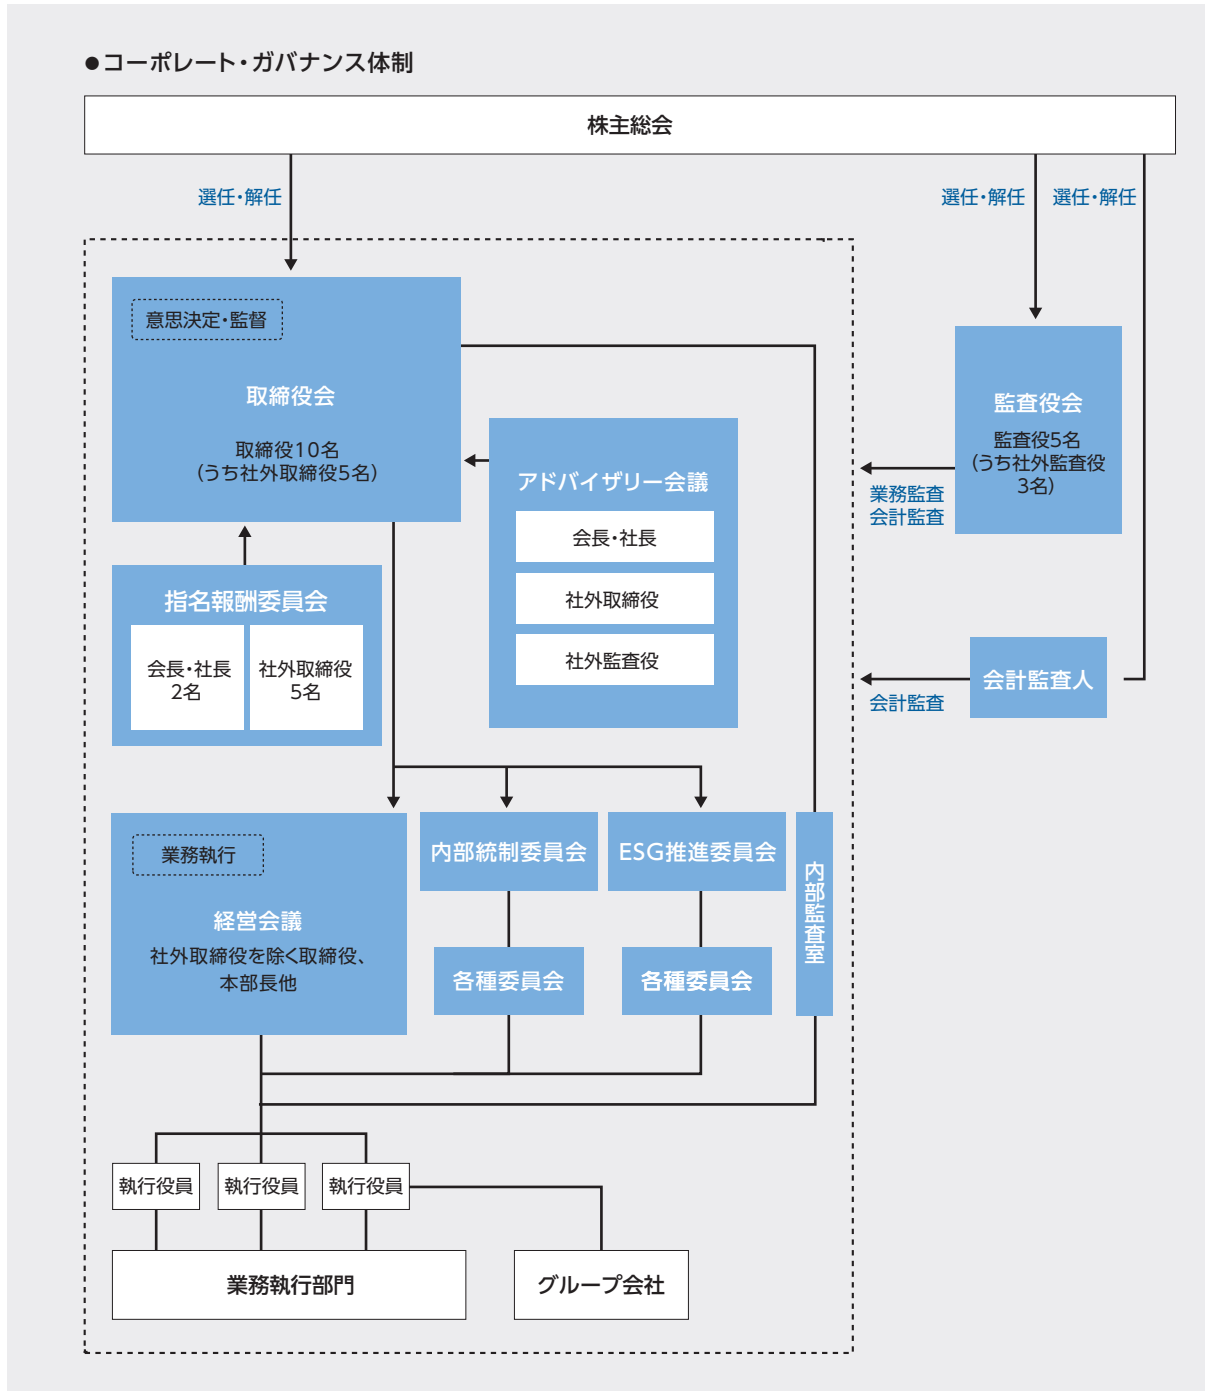 ●コーポレート・ガバナンス体制
株主総会
選任・解任
選任・解任
選任・解任
意思決定・監督
取締役会
取締役10名
(うち社外取締役5名)
アドバイザリー会議
会長・社長
社外取締役
社外監査役
監査役会
監査役5名
(うち社外監査役
3名)
業務監査
会計監査
指名報酬委員会
会長・社長
2名
社外取締役
5名
会計監査人
会計監査
業務執行
経営会議
社外取締役を除く取締役、
本部長他
内部統制委員会
ESG推進委員会
内部監査室
各種委員会
各種委員会
執行役員
執行役員
執行役員
業務執行部門
グループ会社